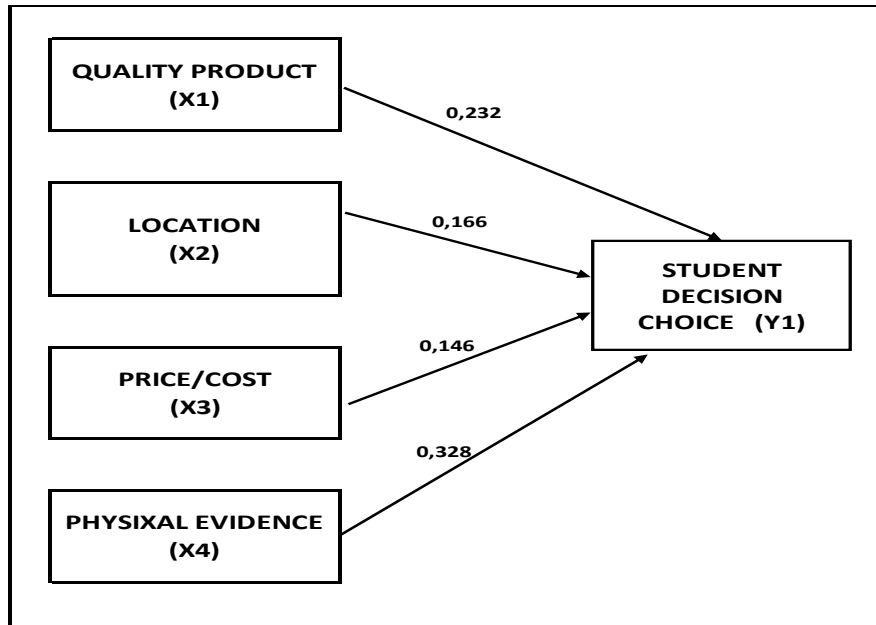 QUALITY PRODUCT
(X1)
0,232
LOCATION
(X2)
0,166
STUDENT
DECISION
CHOICE (Y1)
0,146
PRICE/COST
(X3)
0,328
PHYSIXAL EVIDENCE
(X4)